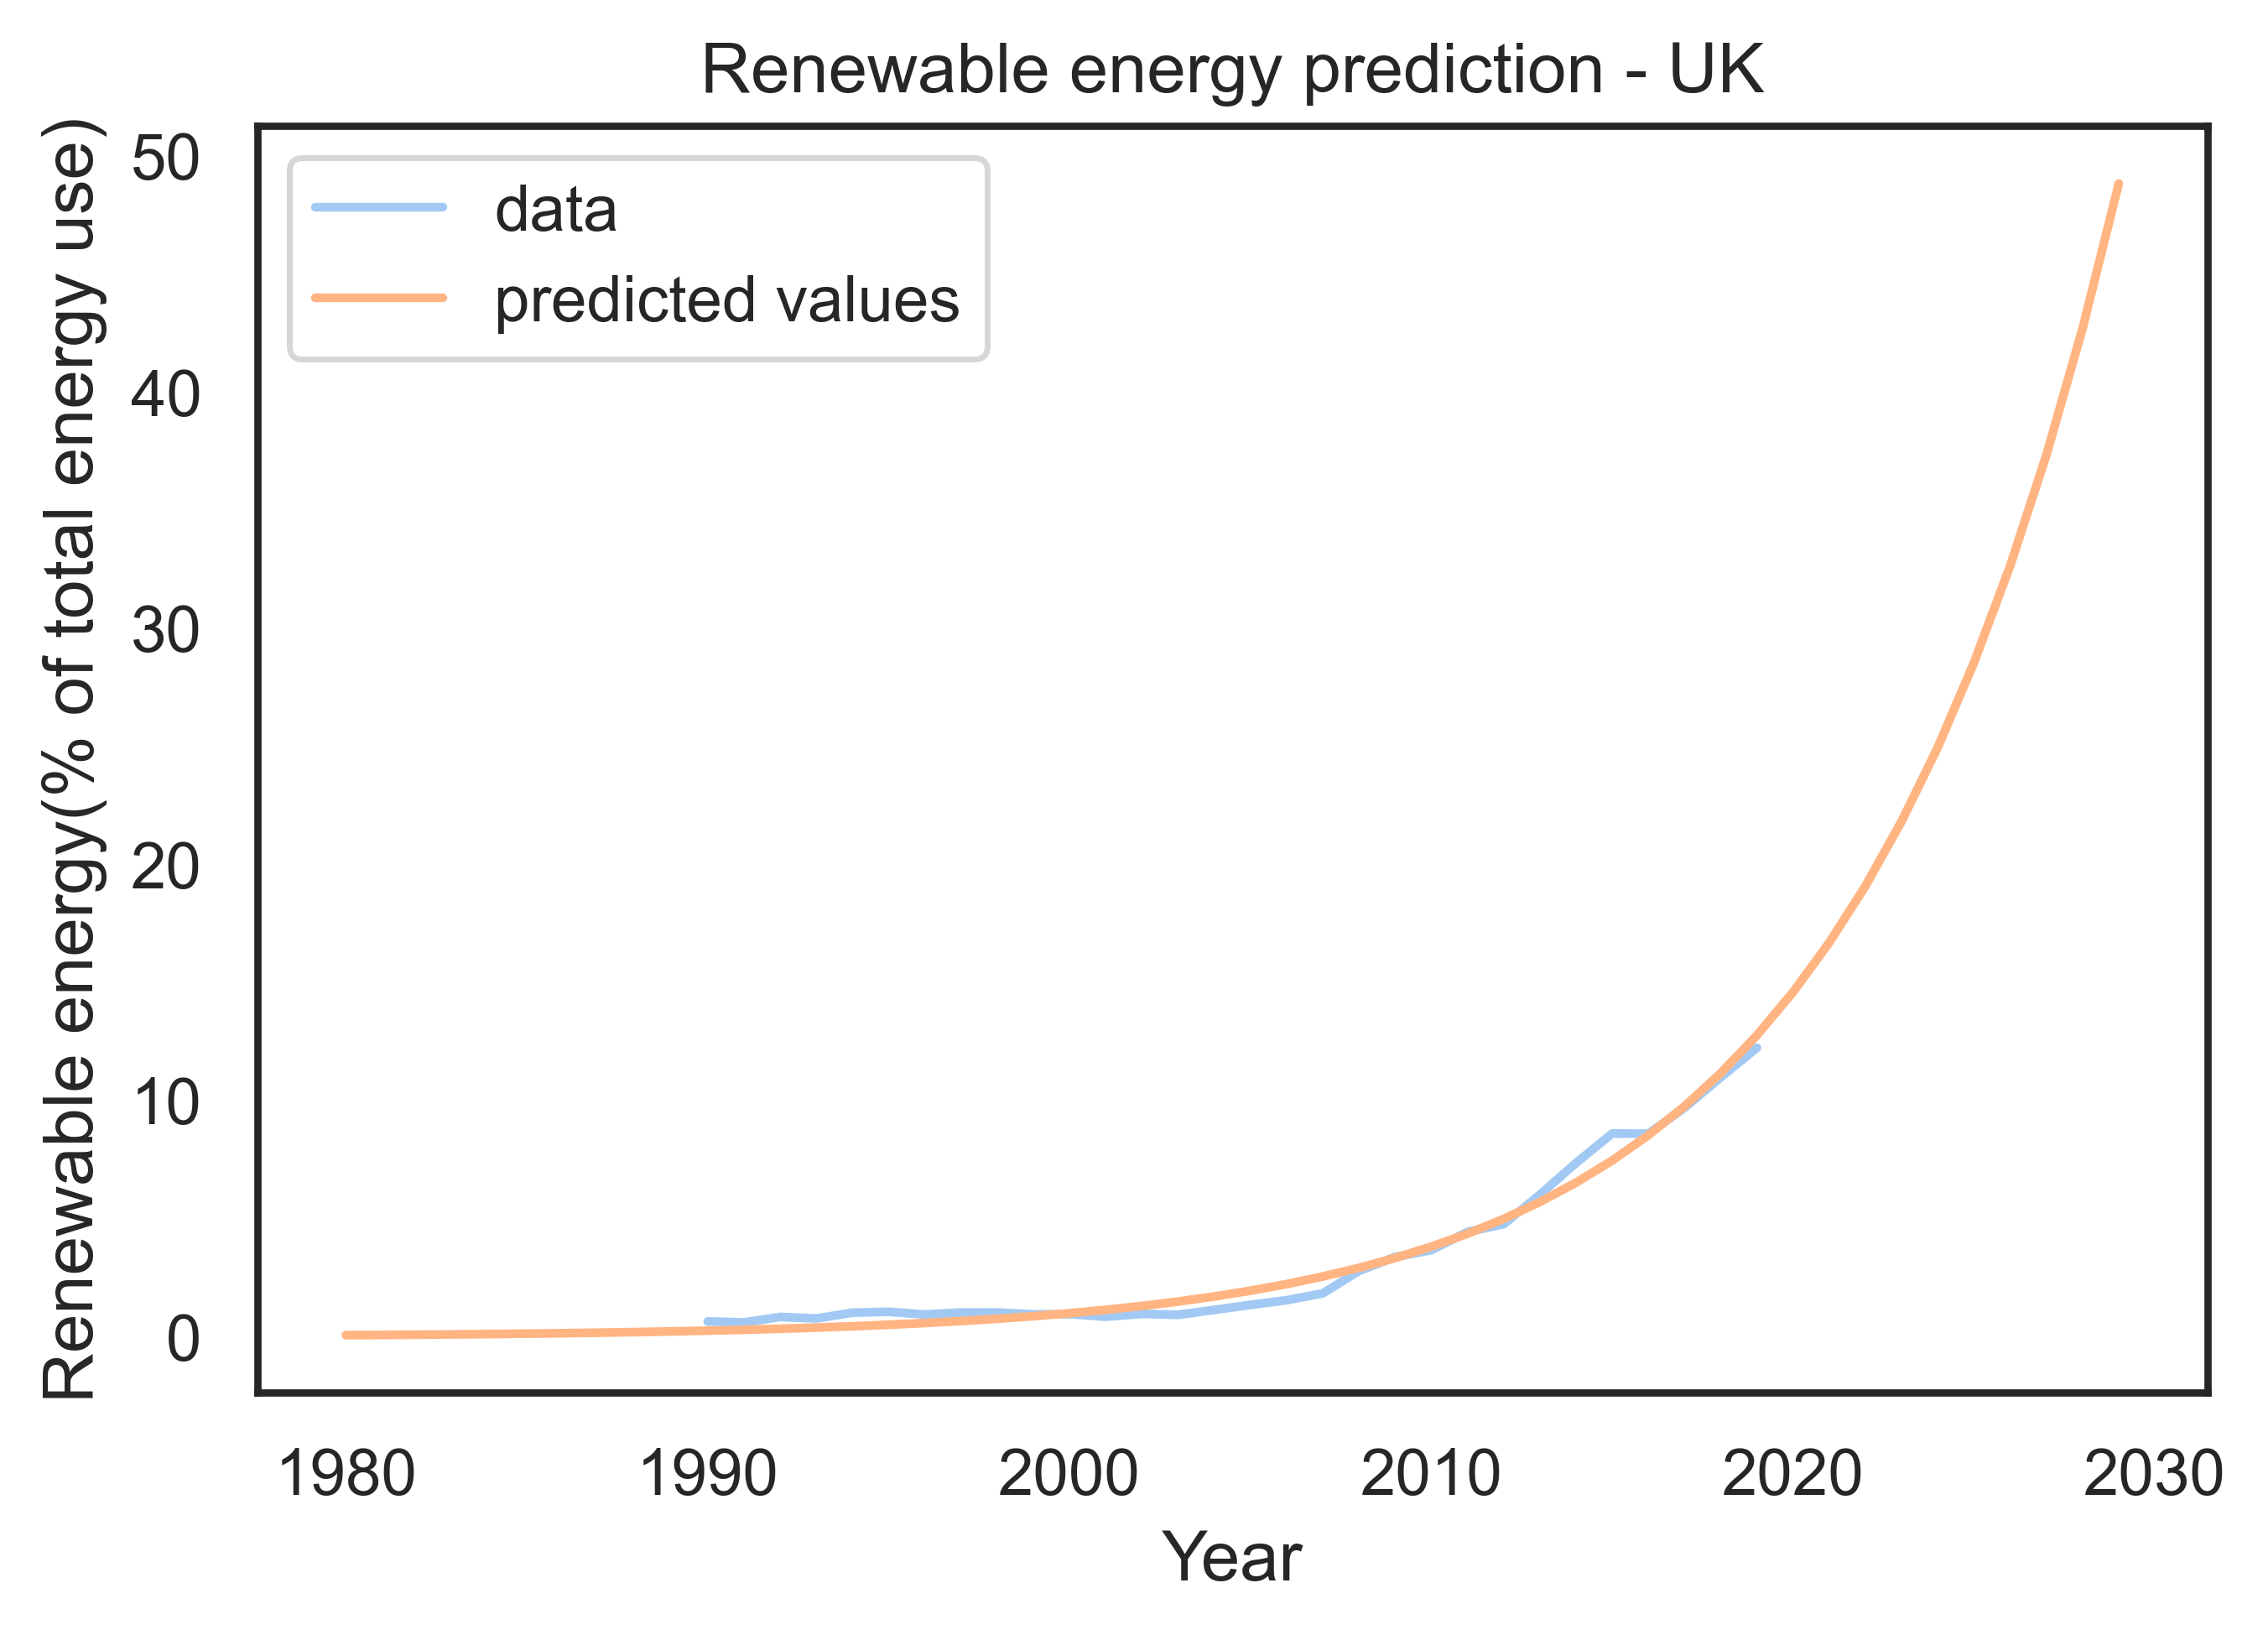 Renewable energy prediction - UK
Renewable energy(% of total energy use)
50
40
30
20
10
0
data
predicted values
1980 1990 2000 2010 2020 2030
Year